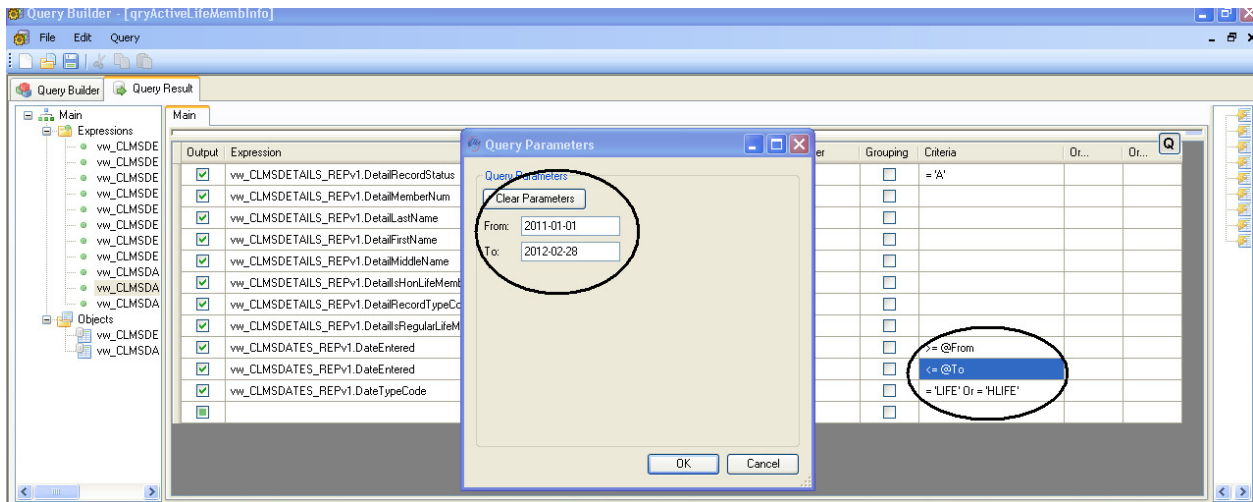 Query Builder - [qryActiveLifeMembInfo]
File Edit Query
Query Builder Query Result
Main Main
Expressions
vw_CLMSDE
vw_CLMSDE
vw_CLMSDE
vw_CLMSDE
vw_CLMSDE
vw_CLMSDE
vw_CLMSDE
vw_CLMSDE
vw_CLMSDA
vw_CLMSDA
vw_CLMSDA
Objects
vw_CLMSDE
vw_CLMSDA
Output Expression Grouping Criteria Or... Or... Q
vw_CLMSDETAILS_REPv1.DetailRecordStatus = 'A'
vw_CLMSDETAILS_REPv1.DetailMemberNum
vw_CLMSDETAILS_REPv1.DetailLastName
vw_CLMSDETAILS_REPv1.DetailFirstName
vw_CLMSDETAILS_REPv1.DetailMiddleName
vw_CLMSDETAILS_REPv1.DetailIsHonLifeMemb
vw_CLMSDETAILS_REPv1.DetailRecordTypeCo
vw_CLMSDETAILS_REPv1.DetailIsRegularLifeM
vw_CLMSDATES_REPv1.DateEntered >= @From
vw_CLMSDATES_REPv1.DateEntered <= @To
vw_CLMSDATES_REPv1.DateTypeCode = 'LIFE' Or = 'HLIFE'
Query Parameters
Query Parameters
Clear Parameters
From: 2011-01-01
To: 2012-02-28
OK Cancel